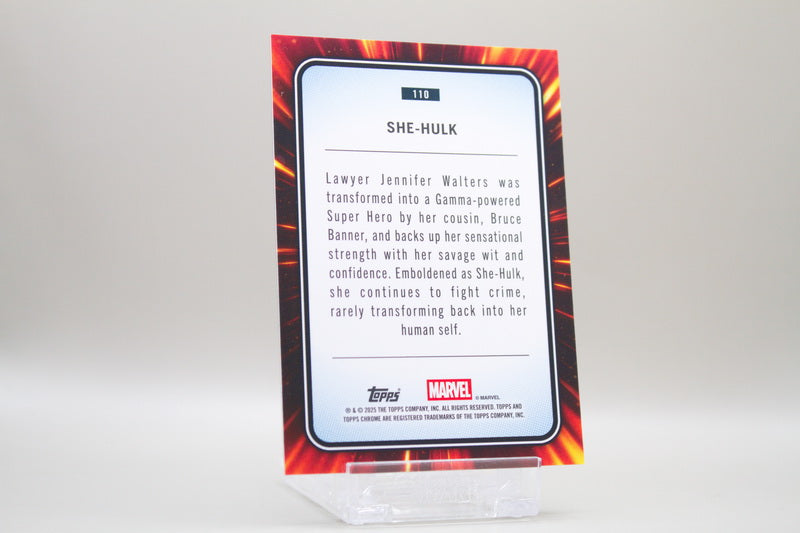 110
SHE-HULK
Lawyer Jennifer Walters was
transformed into a Gamma-powered
Super Hero by her cousin, Bruce
Banner, and backs up her sensational
strength with her savage wit and
confidence. Emboldened as She-Hulk,
she continues to fight crime,
rarely transforming back into her
human self.
Topps® MARVEL © MARVEL
® & © 2025 THE TOPPS COMPANY, INC. ALL RIGHTS RESERVED. TOPPS AND
TOPPS CHROME ARE REGISTERED TRADEMARKS OF THE TOPPS COMPANY, INC.